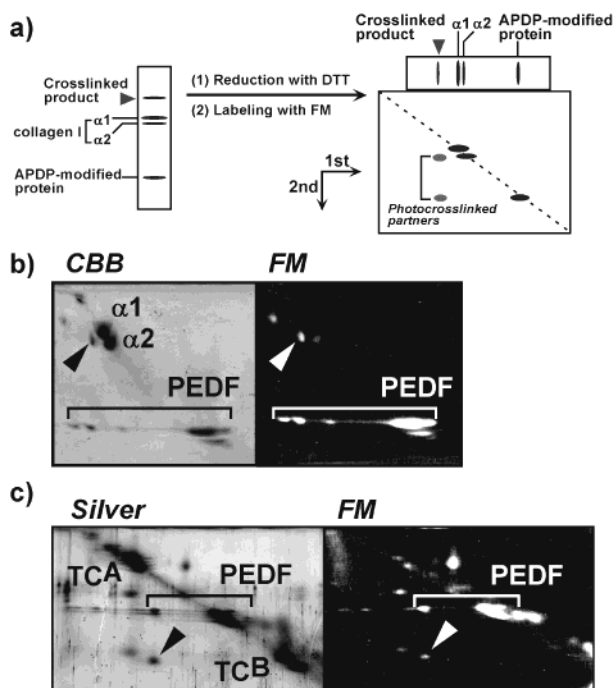 a)
Crosslinked
product
collagen I
α1
α2
APDP-modified
protein
(1) Reduction with DTT
(2) Labeling with FM
Crosslinked
product
α1 α2
APDP-modified
protein
1st
2nd
Photocrosslinked
partners
b)
CBB
FM
α1
α2
PEDF
PEDF
c)
Silver
FM
TCA
PEDF
TCB
PEDF